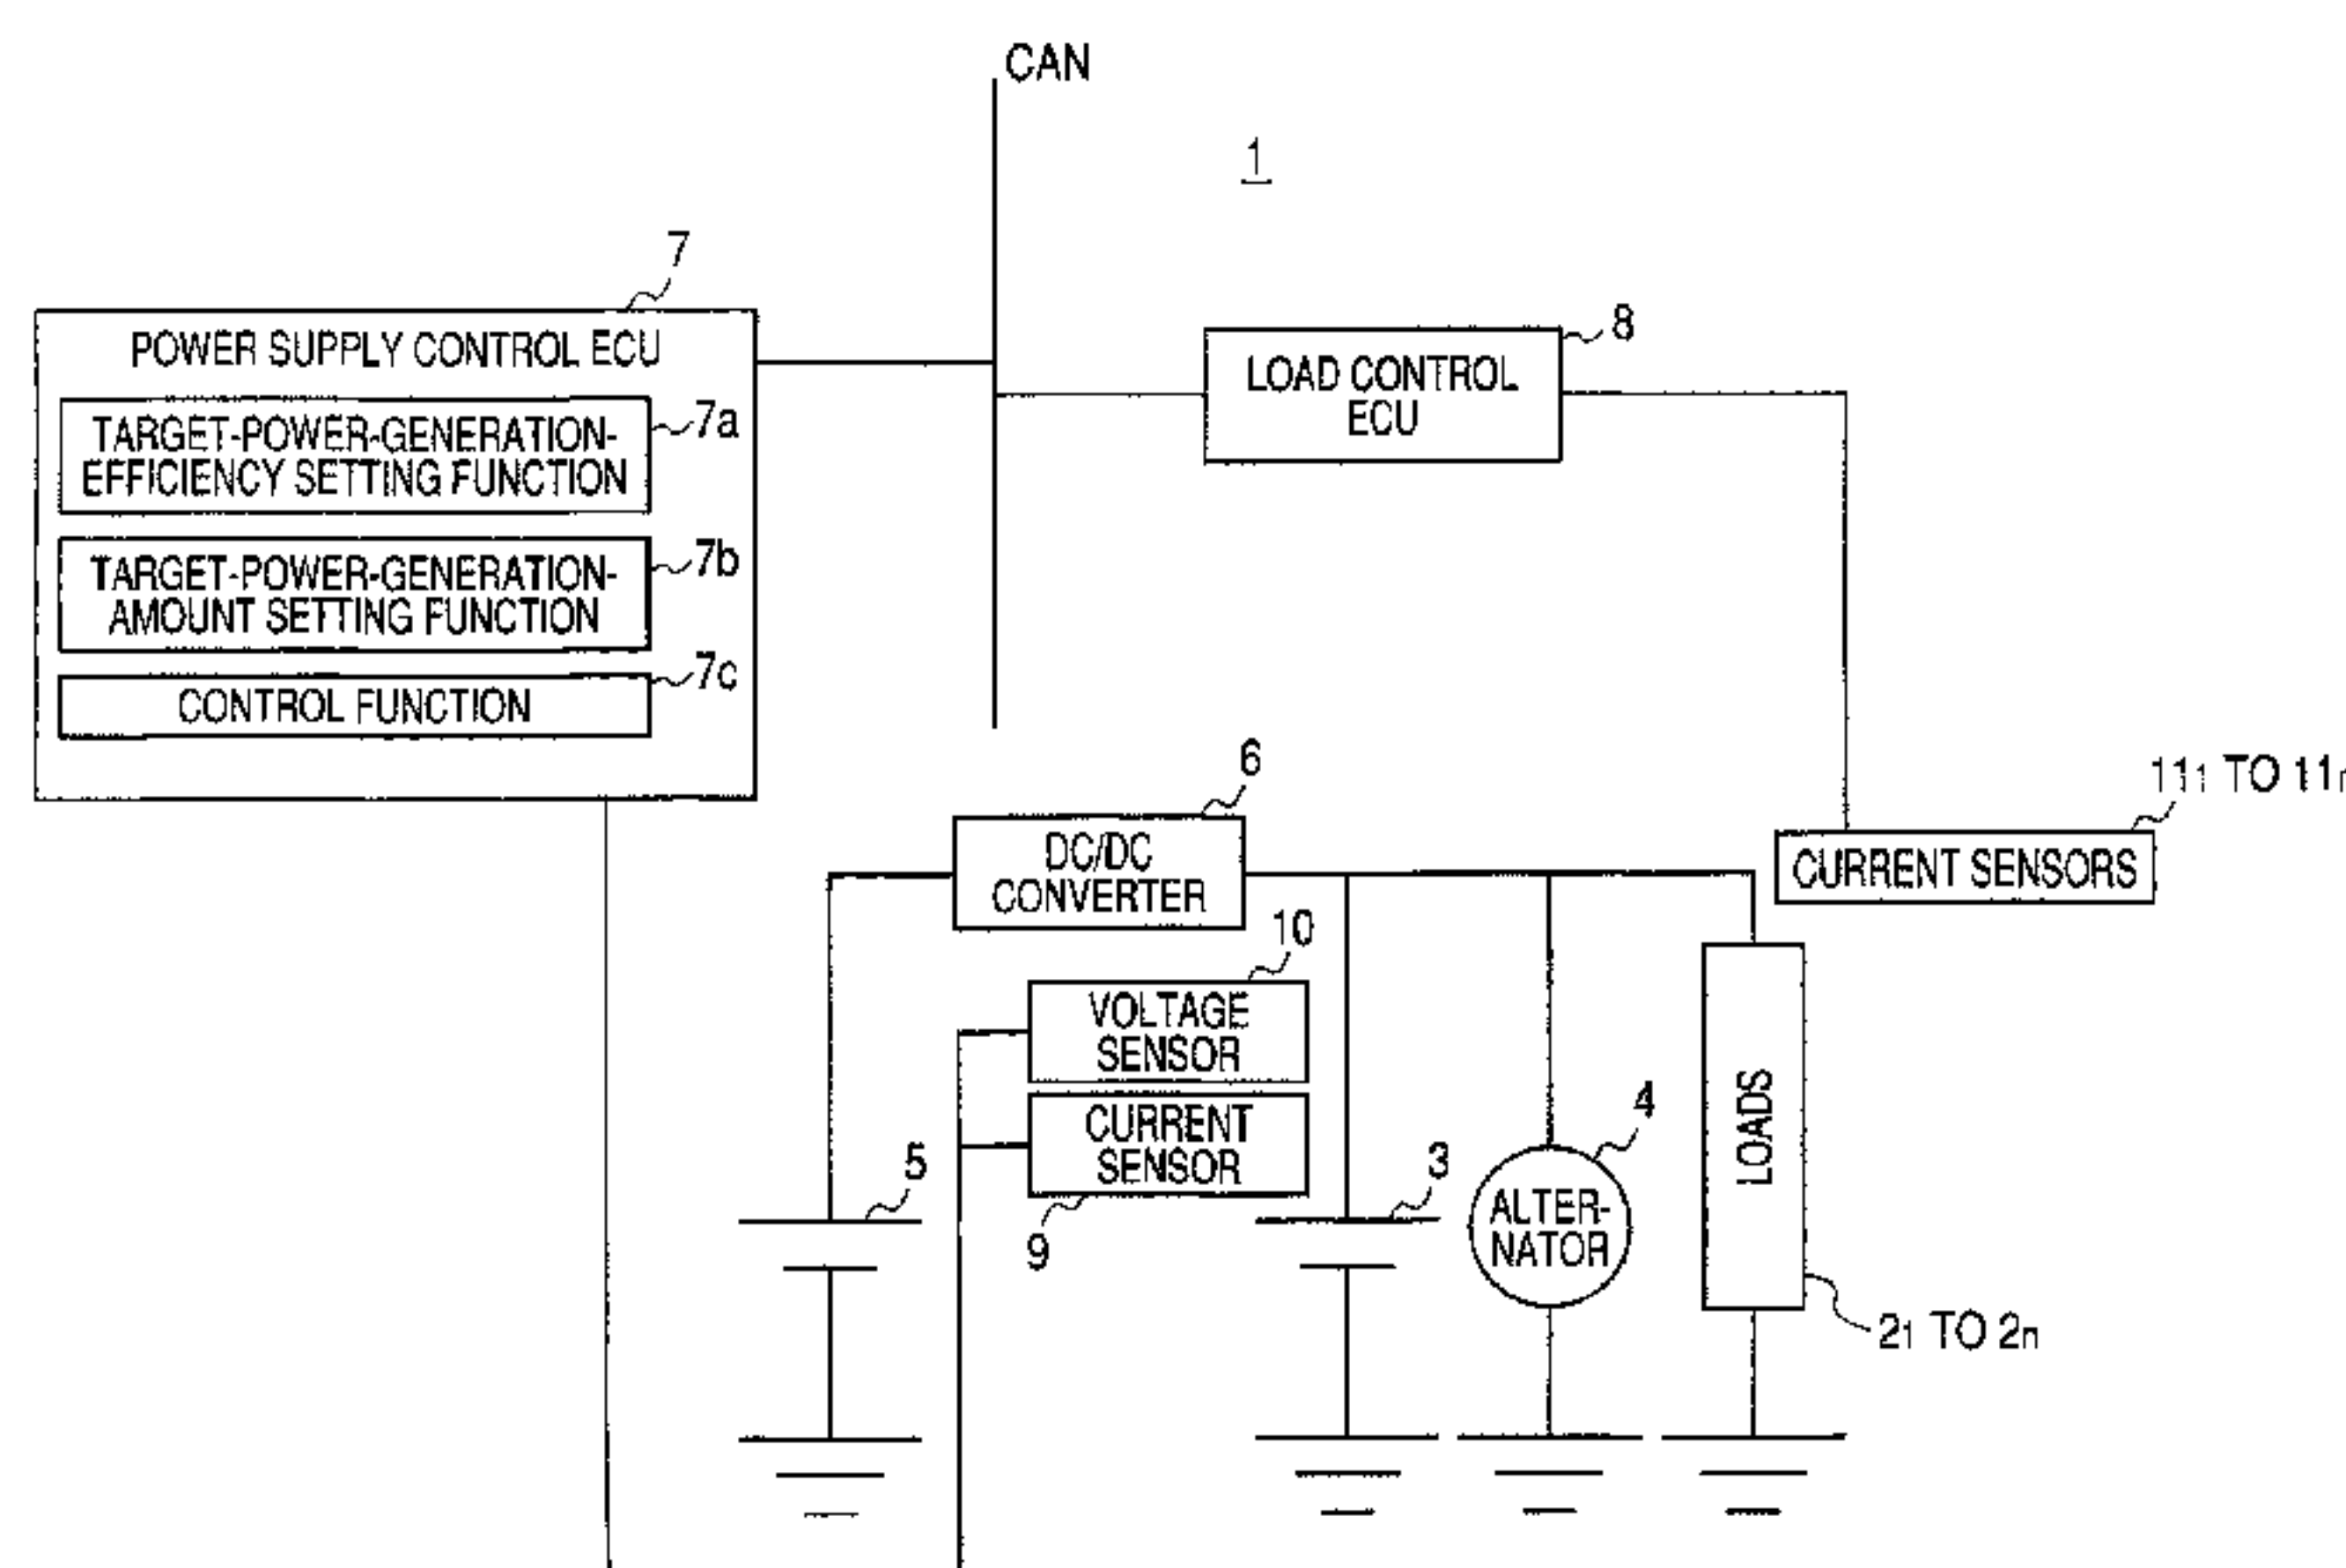 CAN
1
7
POWER SUPPLY CONTROL ECU
TARGET-POWER-GENERATION-
EFFICIENCY SETTING FUNCTION
7a
TARGET-POWER-GENERATION-
AMOUNT SETTING FUNCTION
7b
CONTROL FUNCTION
7c
LOAD CONTROL
ECU
8
6
DC/DC
CONVERTER
111 TO 11n
CURRENT SENSORS
10
VOLTAGE
SENSOR
CURRENT
SENSOR
9
5
3
4
ALTER-
NATOR
LOADS
21 TO 2n